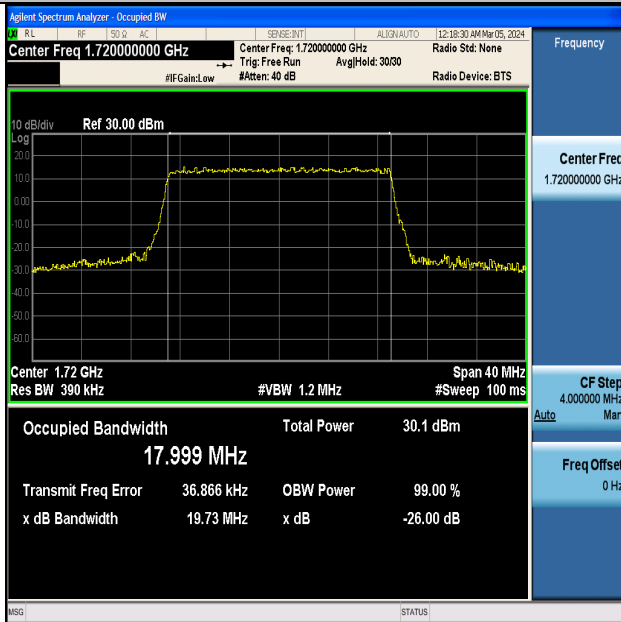 Agilent Spectrum Analyzer - Occupied BW
LXI RL RF 50 Ω AC SENSE:INT ALIGN AUTO 12:18:30 AM Mar 05, 2024
Center Freq 1.720000000 GHz Center Freq: 1.720000000 GHz Radio Std: None
Trig: Free Run Avg|Hold: 30/30
#IFGain:Low #Atten: 40 dB Radio Device: BTS
Frequency
10 dB/div Ref 30.00 dBm
Log
20.0
10.0
0.00
-10.0
-20.0
-30.0
-40.0
-50.0
-60.0
Center 1.72 GHz Span 40 MHz
Res BW 390 kHz #VBW 1.2 MHz #Sweep 100 ms
Center Freq
1.720000000 GHz
CF Step
4.000000 MHz
Auto Man
Freq Offset
0 Hz
Occupied Bandwidth Total Power 30.1 dBm
17.999 MHz
Transmit Freq Error 36.866 kHz OBW Power 99.00 %
x dB Bandwidth 19.73 MHz x dB -26.00 dB
MSG STATUS